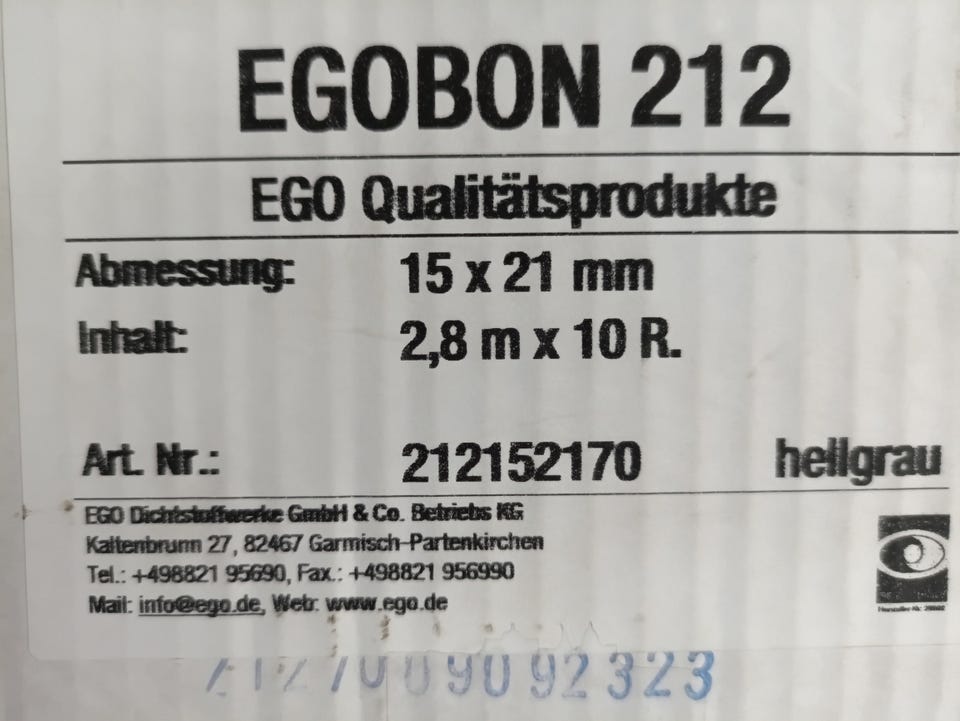 EGOBON 212
EGO Qualitätsprodukte
Abmessung: 15 x 21 mm
Inhalt: 2,8 m x 10 R.
Art. Nr.: 212152170 hellgrau
EGO Dichtstoffwerke GmbH & Co. Betriebs KG
Kaltenbrunn 27, 82467 Garmisch-Partenkirchen
Tel.: +498821 95690, Fax.: +498821 956990
Mail: info@ego.de, Web: www.ego.de
Hersteller-Nr.: